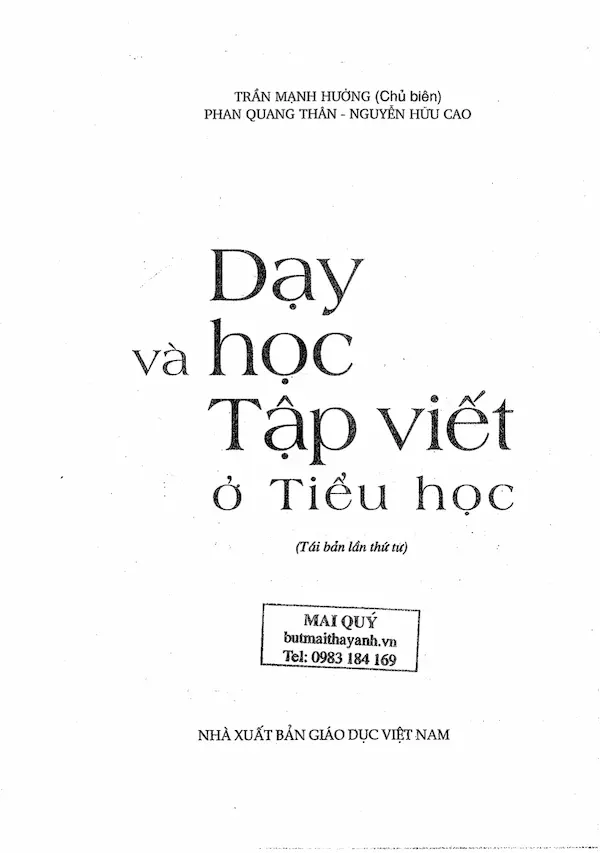 TRẦN MẠNH HƯỞNG (Chủ biên)
PHAN QUANG THÂN - NGUYỄN HỮU CAO
Dạy
và học
Tập viết
ở Tiểu học
(Tái bản lần thứ tư)
MAI QUÝ
butmaithayanh.vn
Tel: 0983 184 169
NHÀ XUẤT BẢN GIÁO DỤC VIỆT NAM